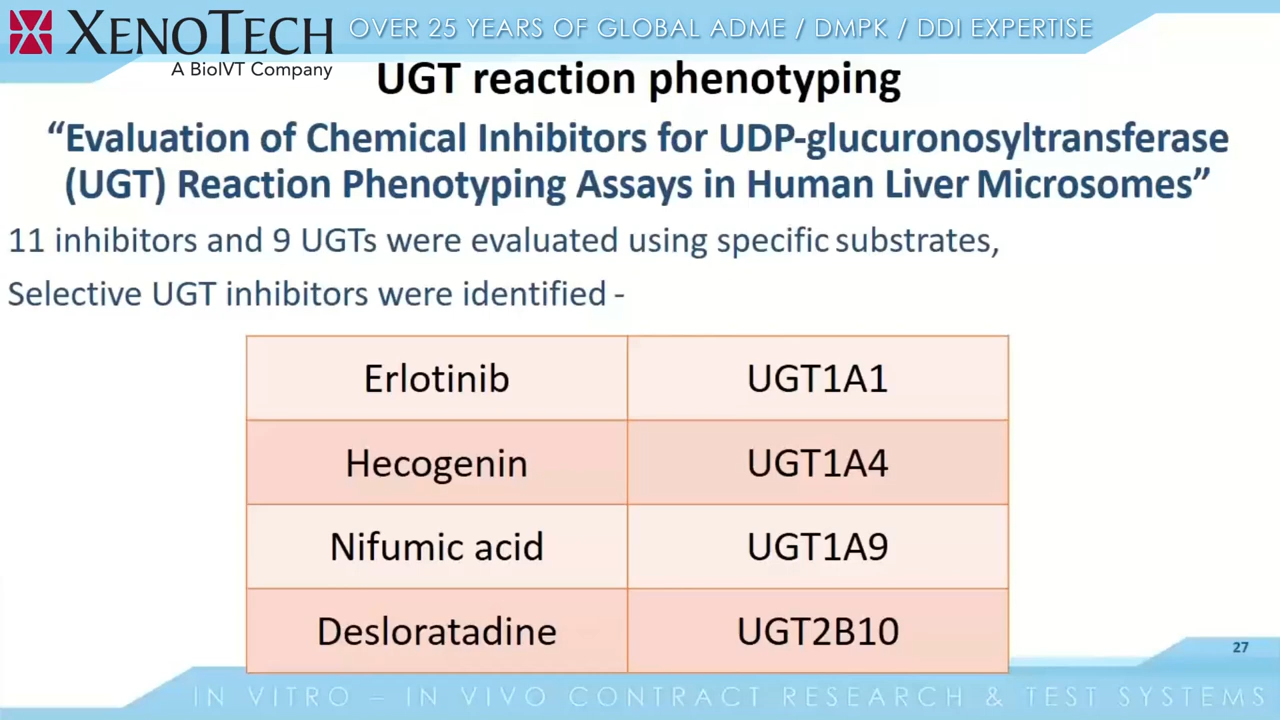 XENOTECH
A BioIVT Company
OVER 25 YEARS OF GLOBAL ADME / DMPK / DDI EXPERTISE
UGT reaction phenotyping
“Evaluation of Chemical Inhibitors for UDP-glucuronosyltransferase
(UGT) Reaction Phenotyping Assays in Human Liver Microsomes”
11 inhibitors and 9 UGTs were evaluated using specific substrates,
Selective UGT inhibitors were identified -
Erlotinib UGT1A1
Hecogenin UGT1A4
Nifumic acid UGT1A9
Desloratadine UGT2B10
27
IN VITRO – IN VIVO CONTRACT RESEARCH & TEST SYSTEMS